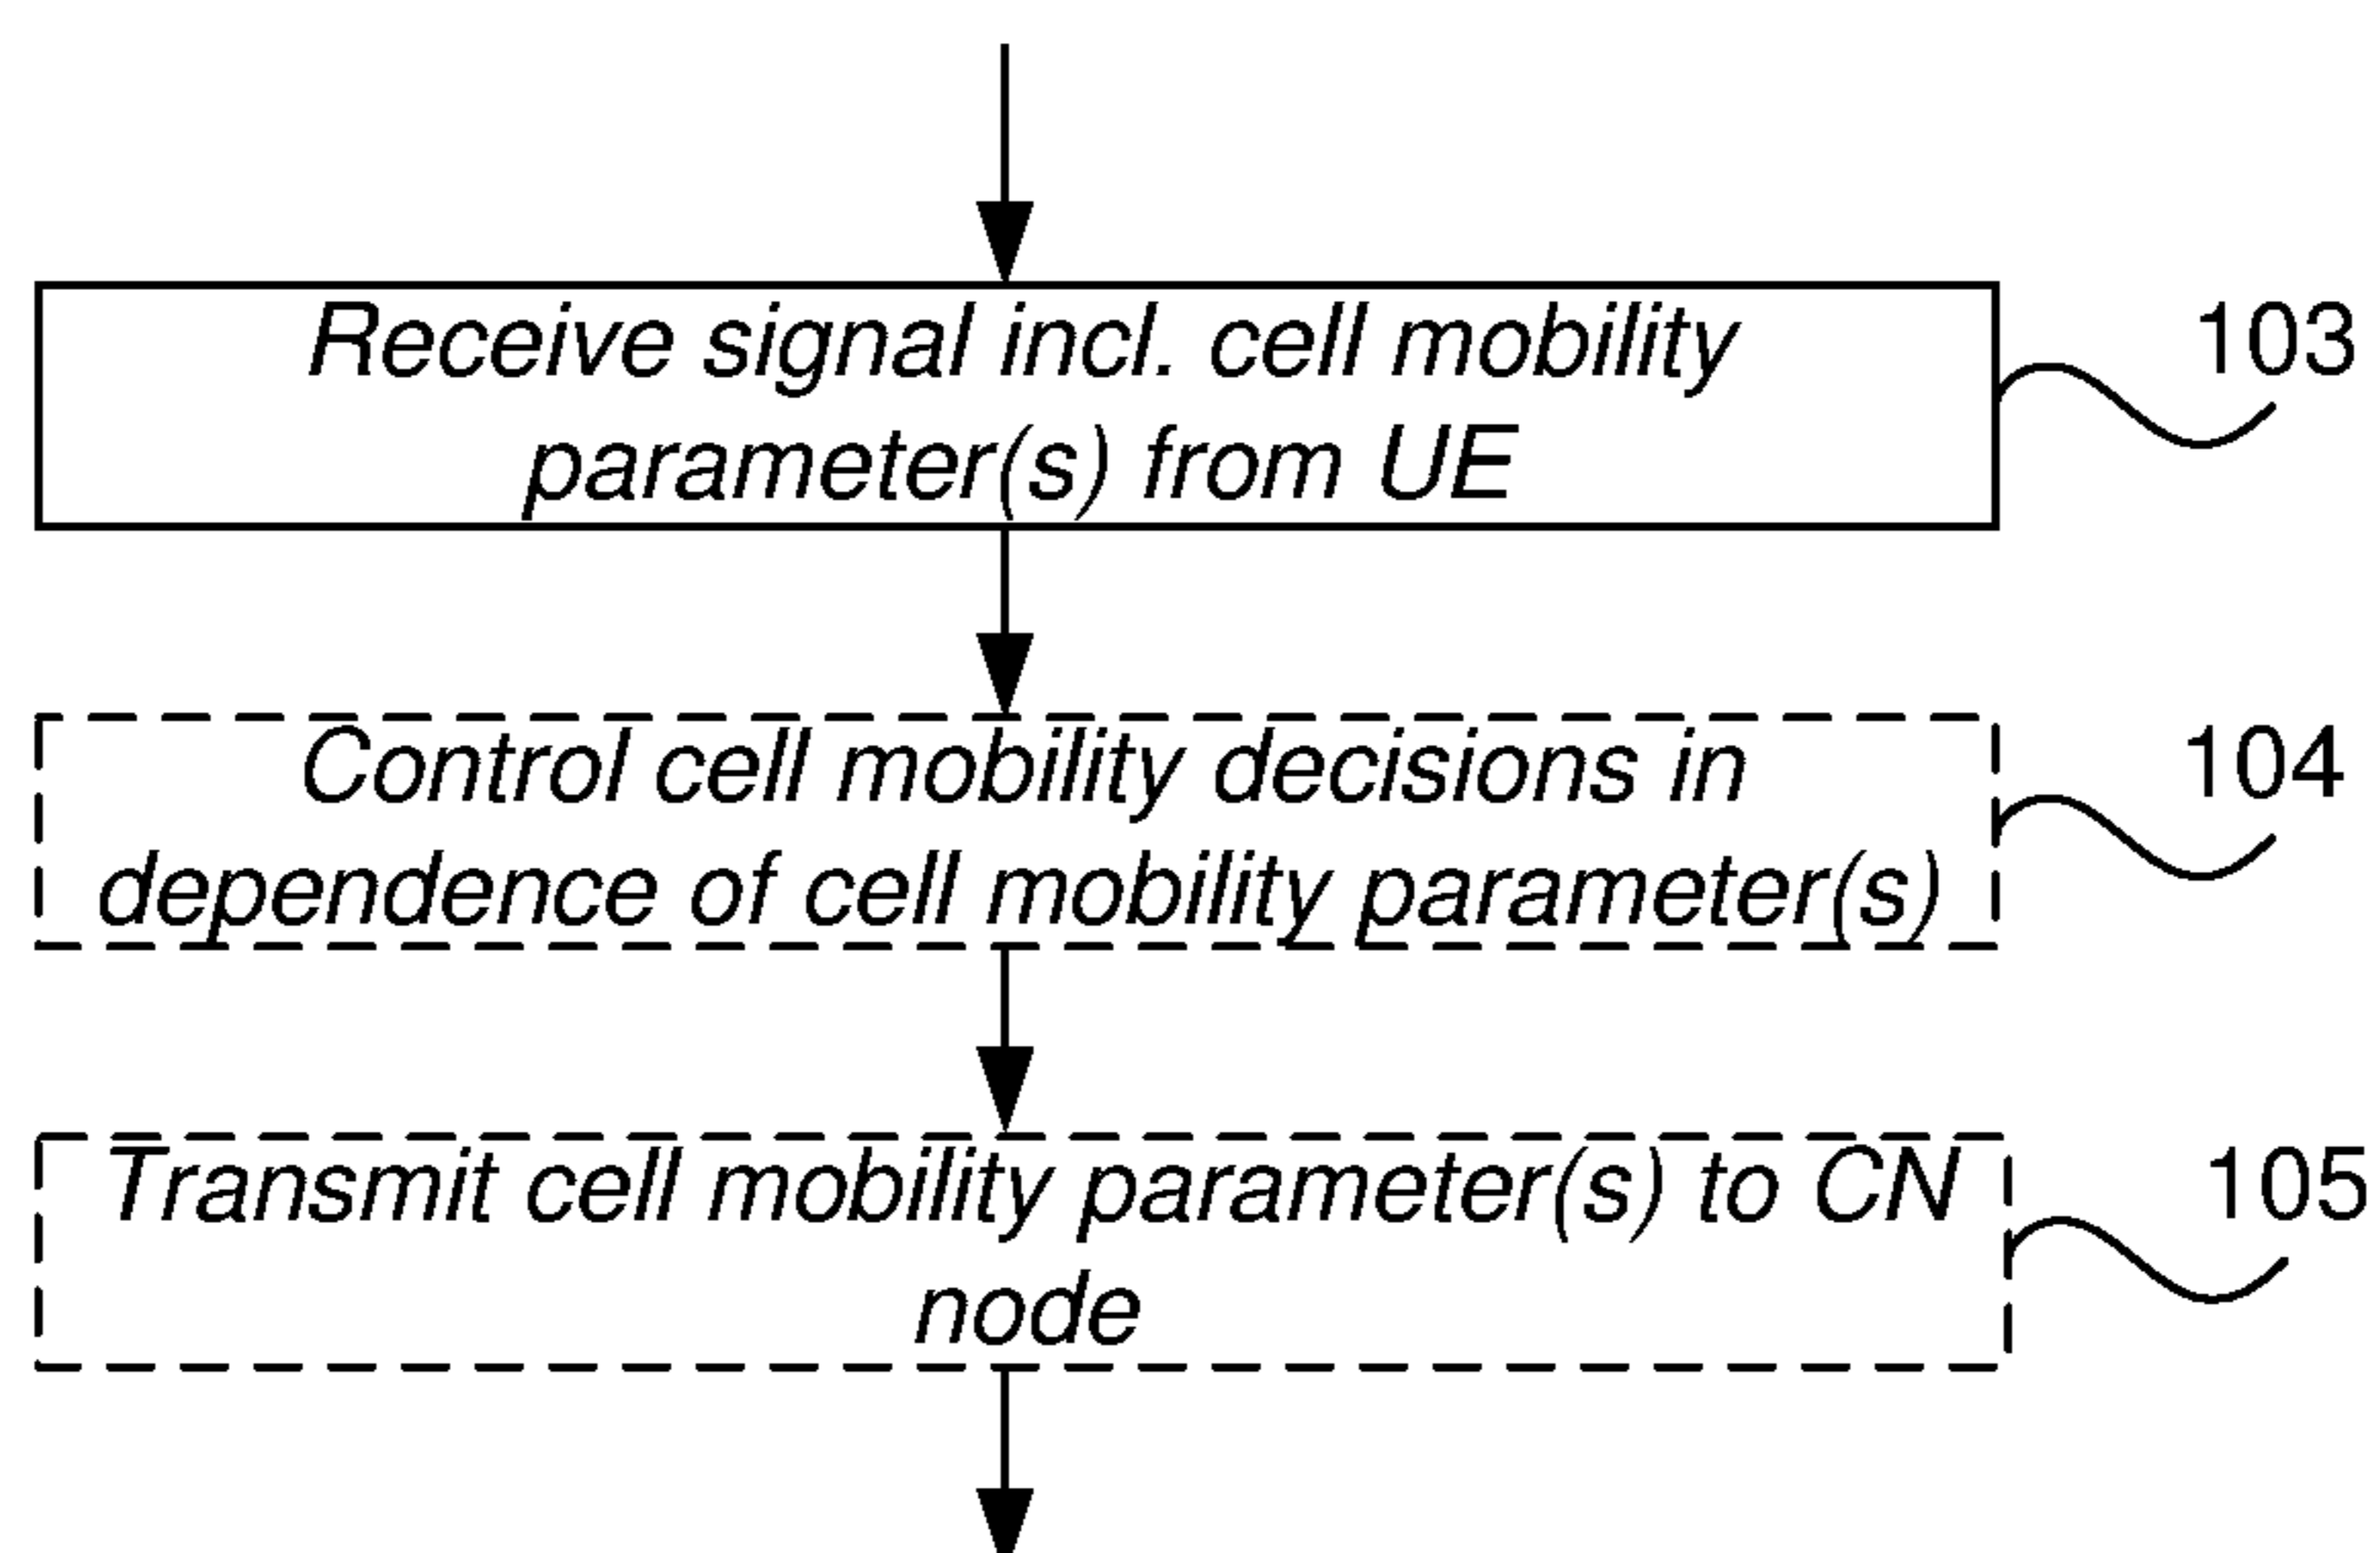 Receive signal incl. cell mobility
parameter(s) from UE
103
Control cell mobility decisions in
dependence of cell mobility parameter(s)
104
Transmit cell mobility parameter(s) to CN
node
105